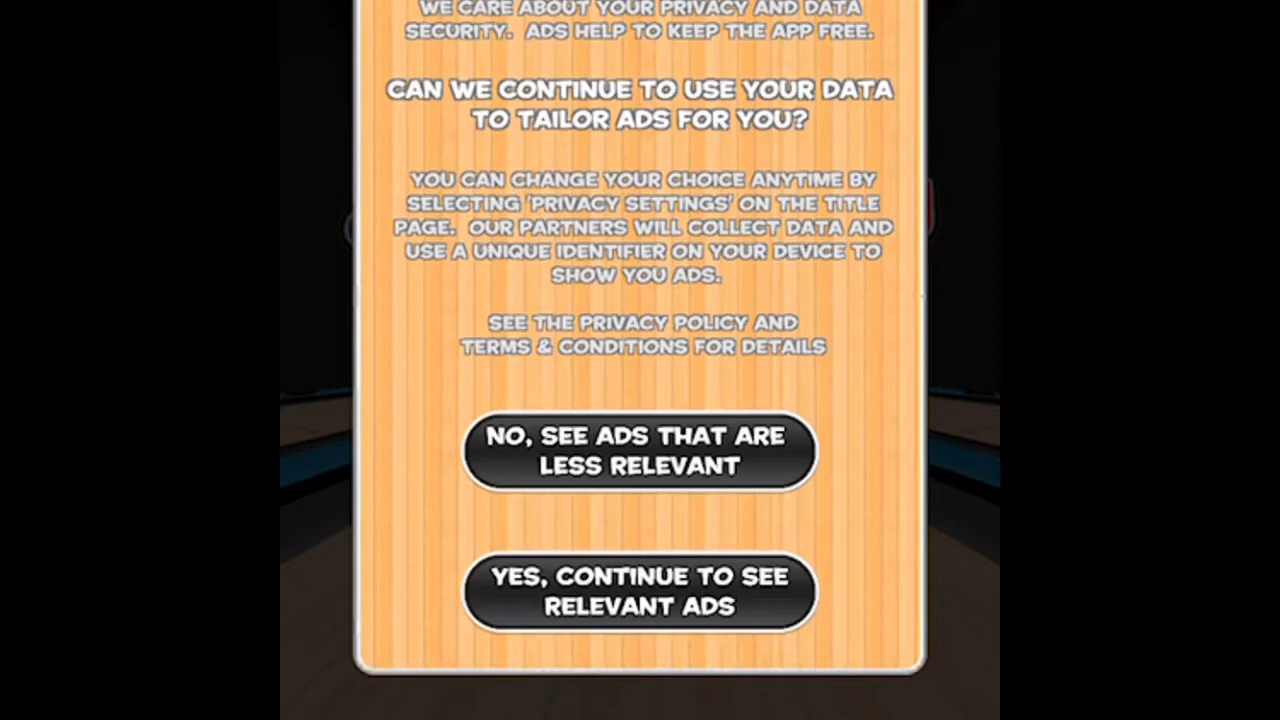 WE CARE ABOUT YOUR PRIVACY AND DATA
SECURITY. ADS HELP TO KEEP THE APP FREE.
CAN WE CONTINUE TO USE YOUR DATA
TO TAILOR ADS FOR YOU?
YOU CAN CHANGE YOUR CHOICE ANYTIME BY
SELECTING 'PRIVACY SETTINGS' ON THE TITLE
PAGE. OUR PARTNERS WILL COLLECT DATA AND
USE A UNIQUE IDENTIFIER ON YOUR DEVICE TO
SHOW YOU ADS.
SEE THE PRIVACY POLICY AND
TERMS & CONDITIONS FOR DETAILS
NO, SEE ADS THAT ARE
LESS RELEVANT
YES, CONTINUE TO SEE
RELEVANT ADS